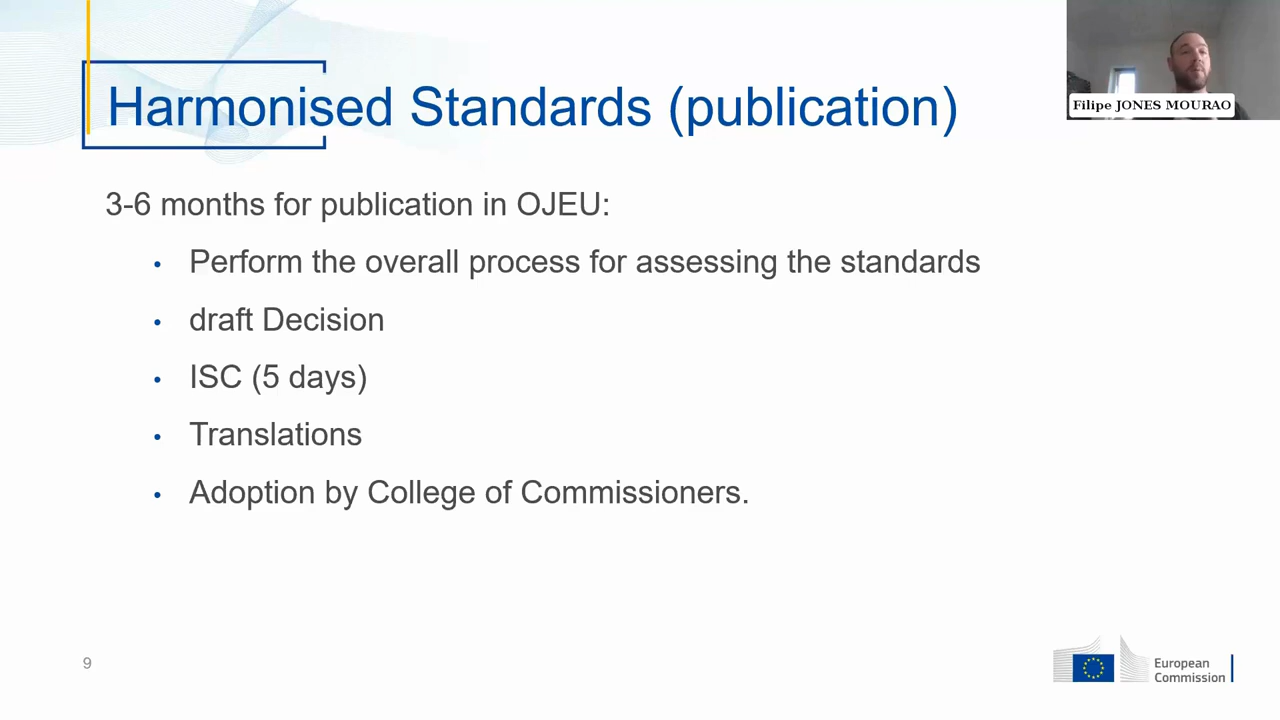 Harmonised Standards (publication)
Filipe JONES MOURAO
3-6 months for publication in OJEU:
• Perform the overall process for assessing the standards
• draft Decision
• ISC (5 days)
• Translations
• Adoption by College of Commissioners.
9
European
Commission